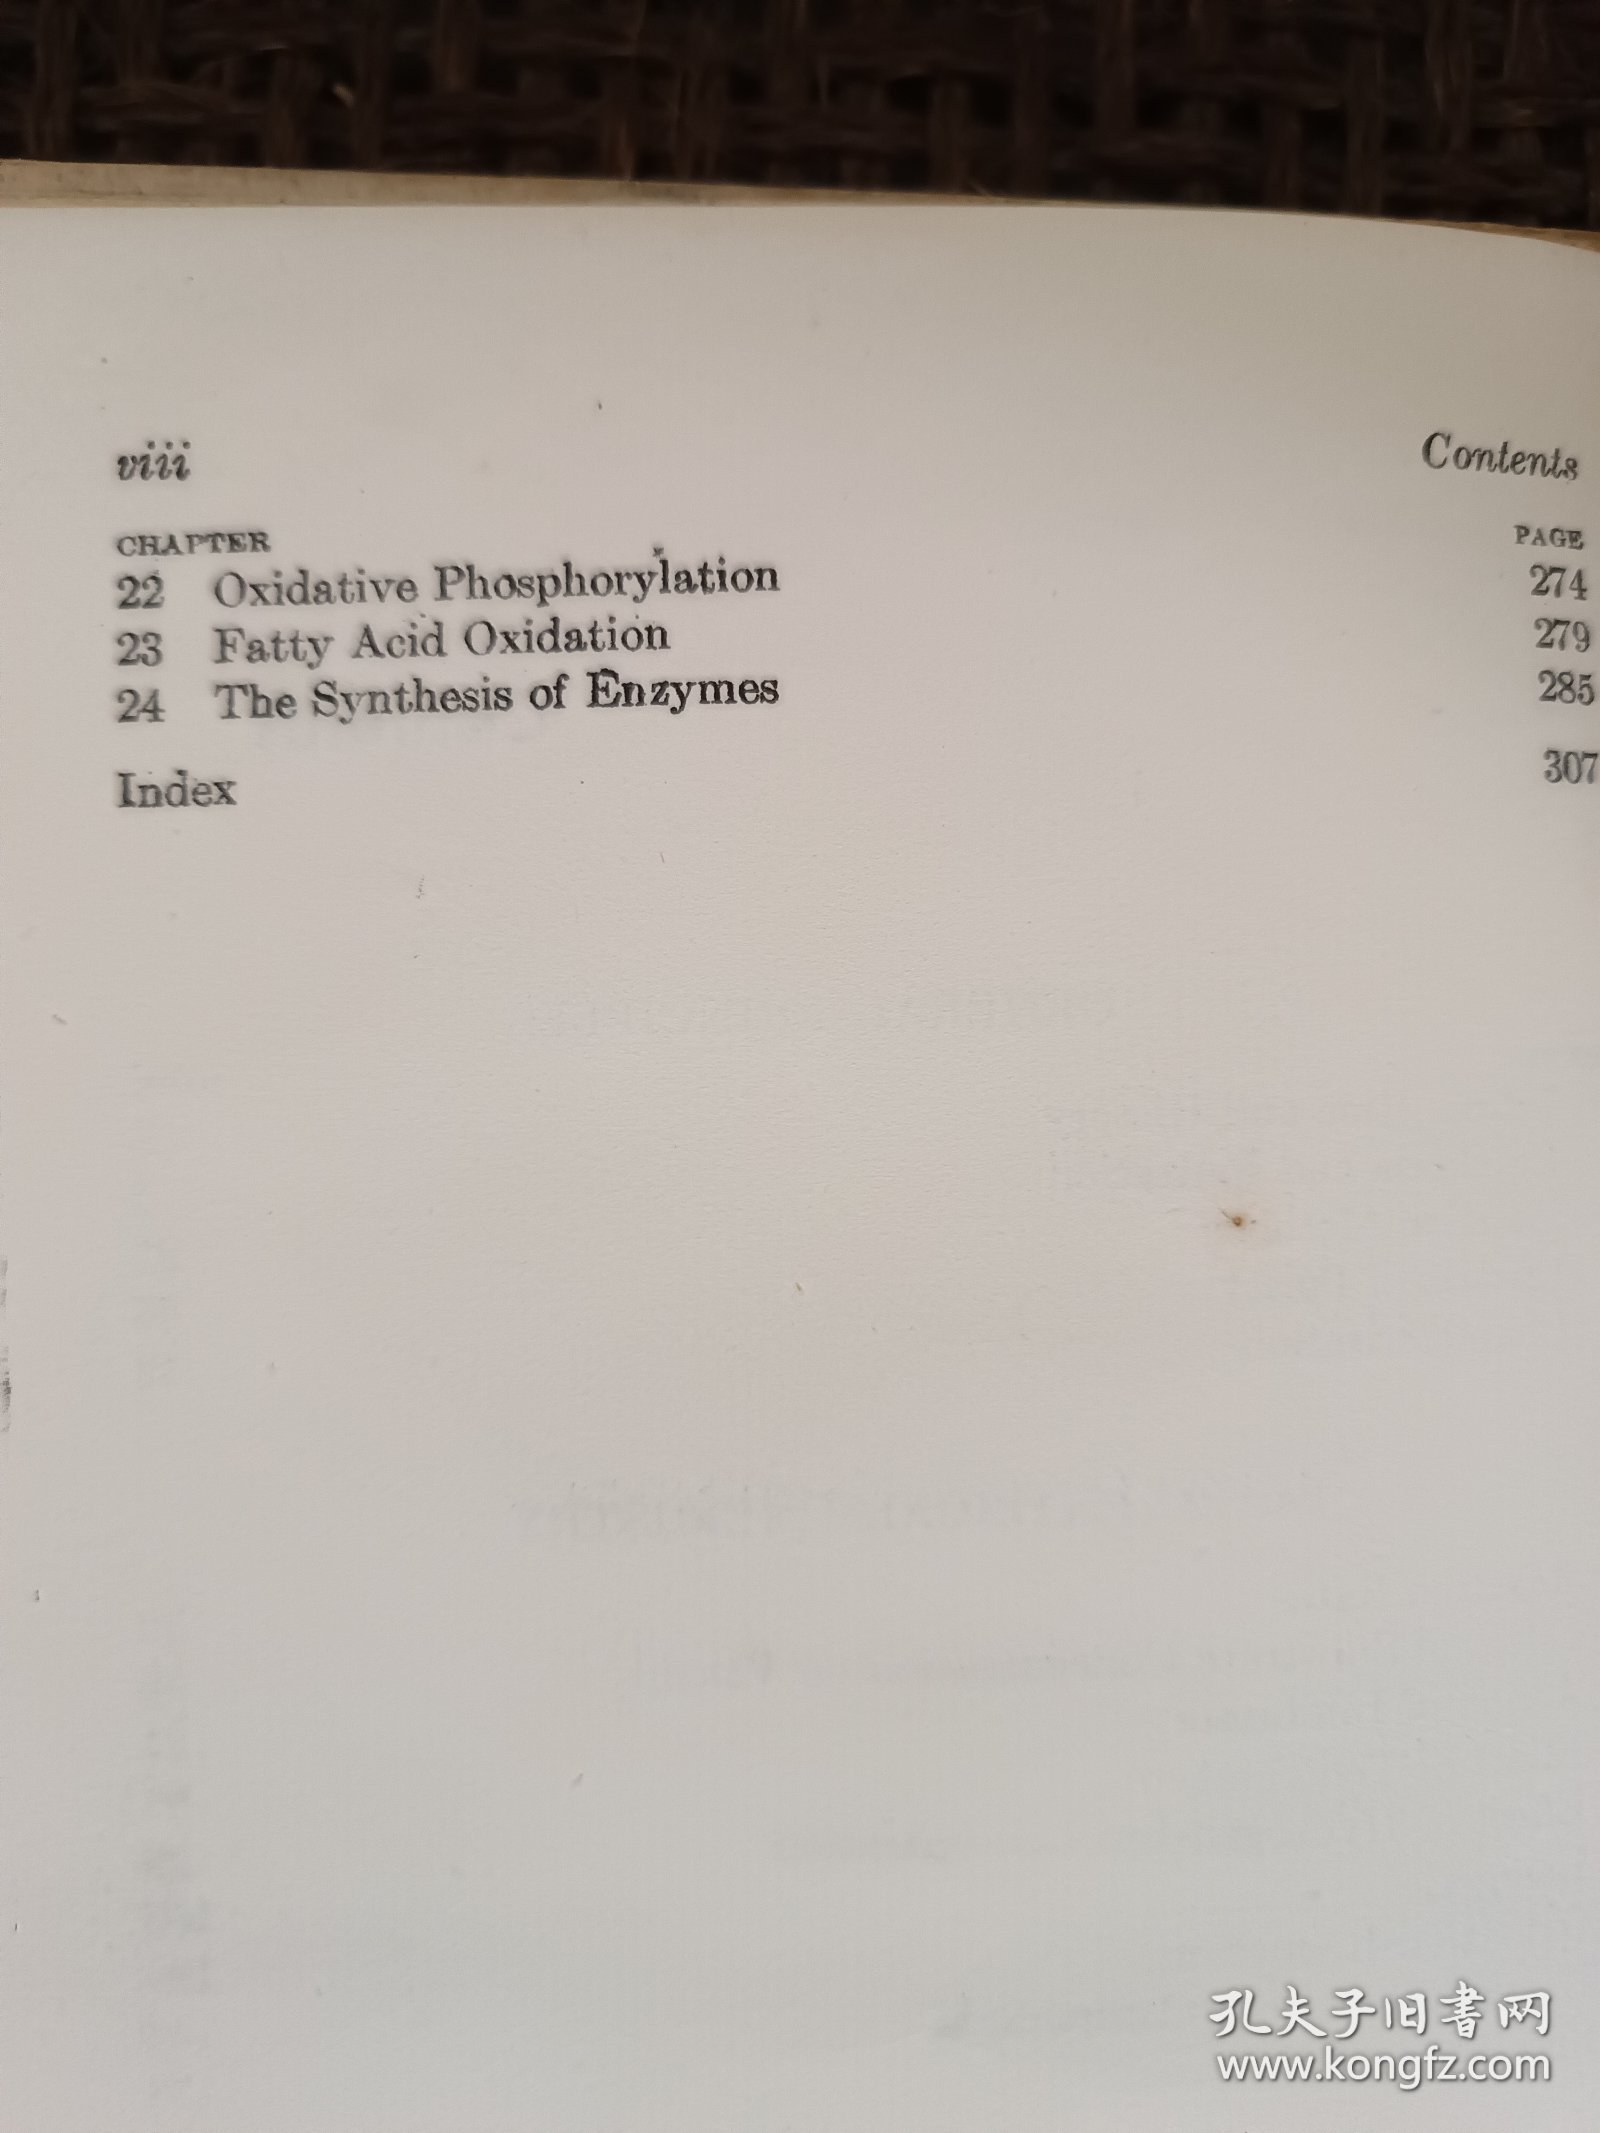 viii Contents
CHAPTER PAGE
22 Oxidative Phosphorylation 274
23 Fatty Acid Oxidation 279
24 The Synthesis of Enzymes 285
Index 307
孔夫子旧书网
www.kongfz.com